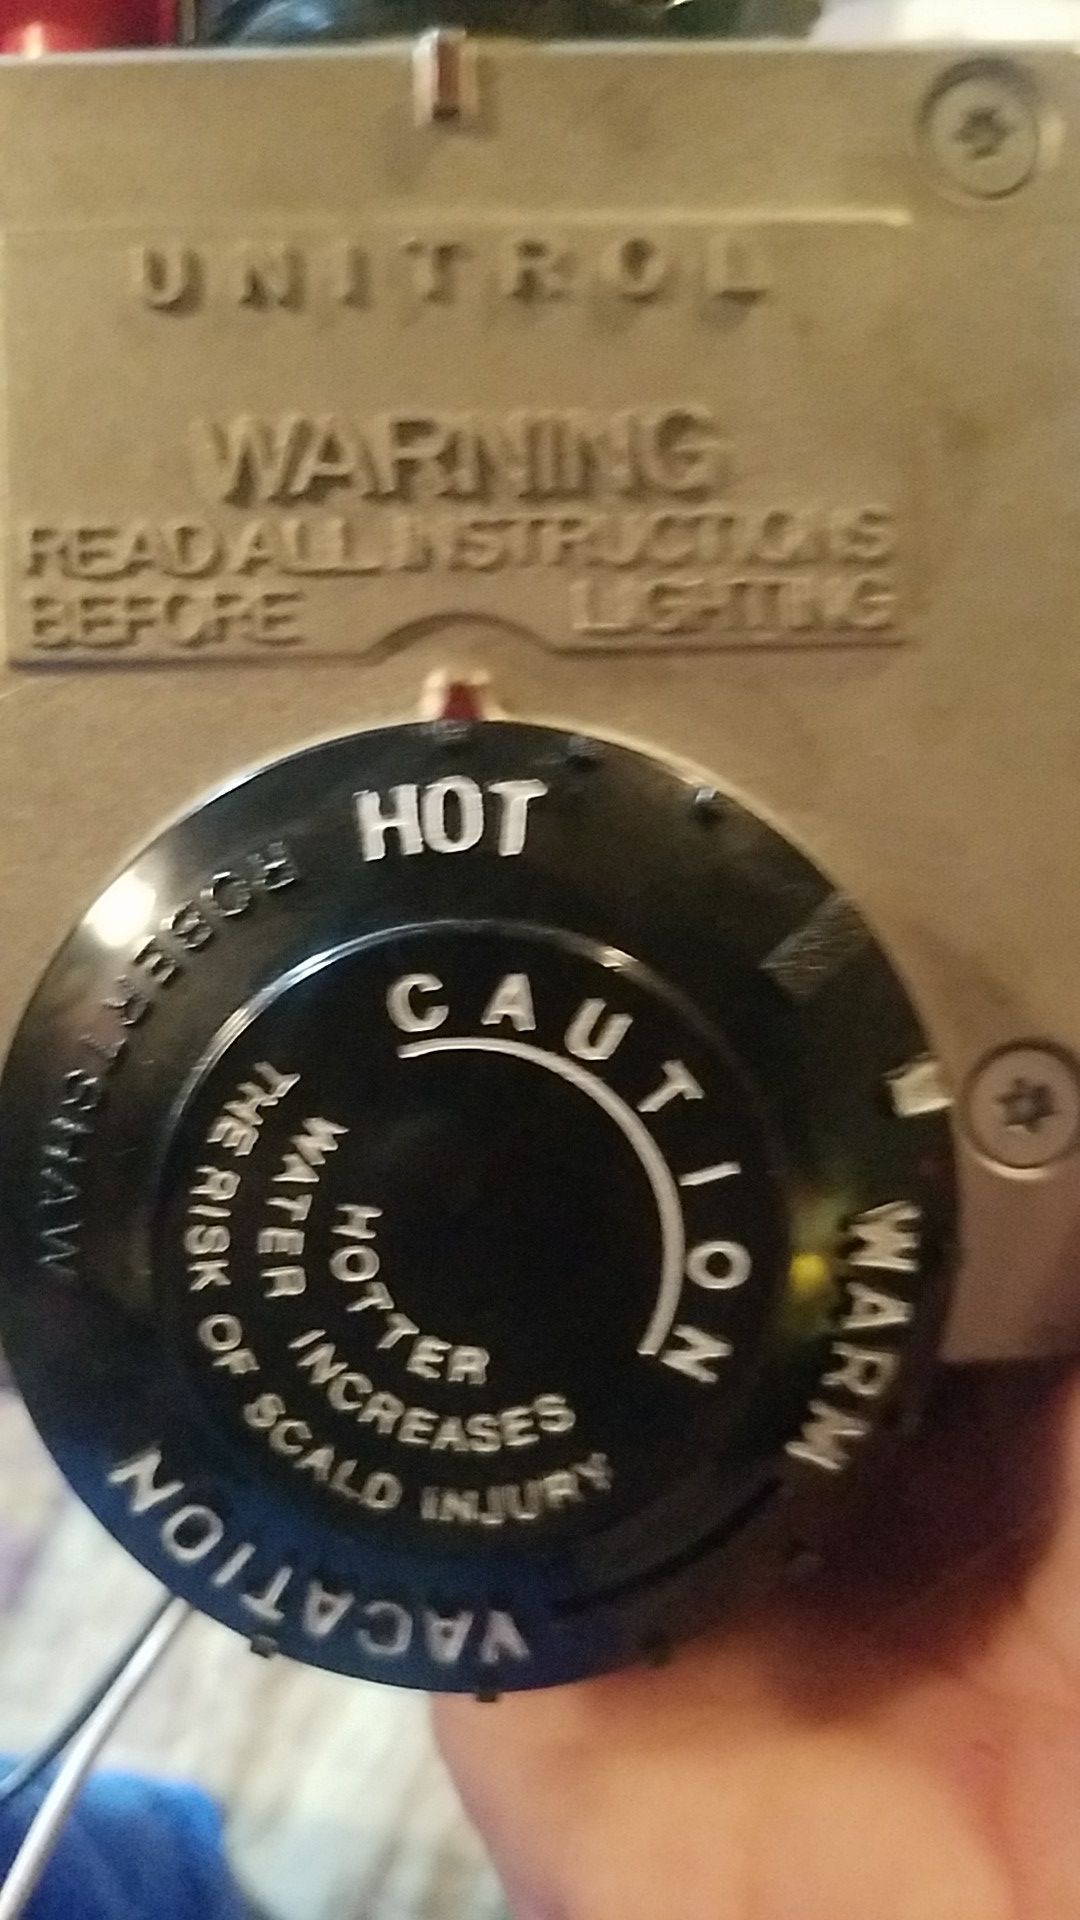 UNITROL
WARNING
READ ALL INSTRUCTIONS
BEFORE LIGHTING
HOT
ROBERTSHAW
CAUTION
HOTTER
WATER INCREASES
THE RISK OF SCALD INJURY
WARM
VACATION